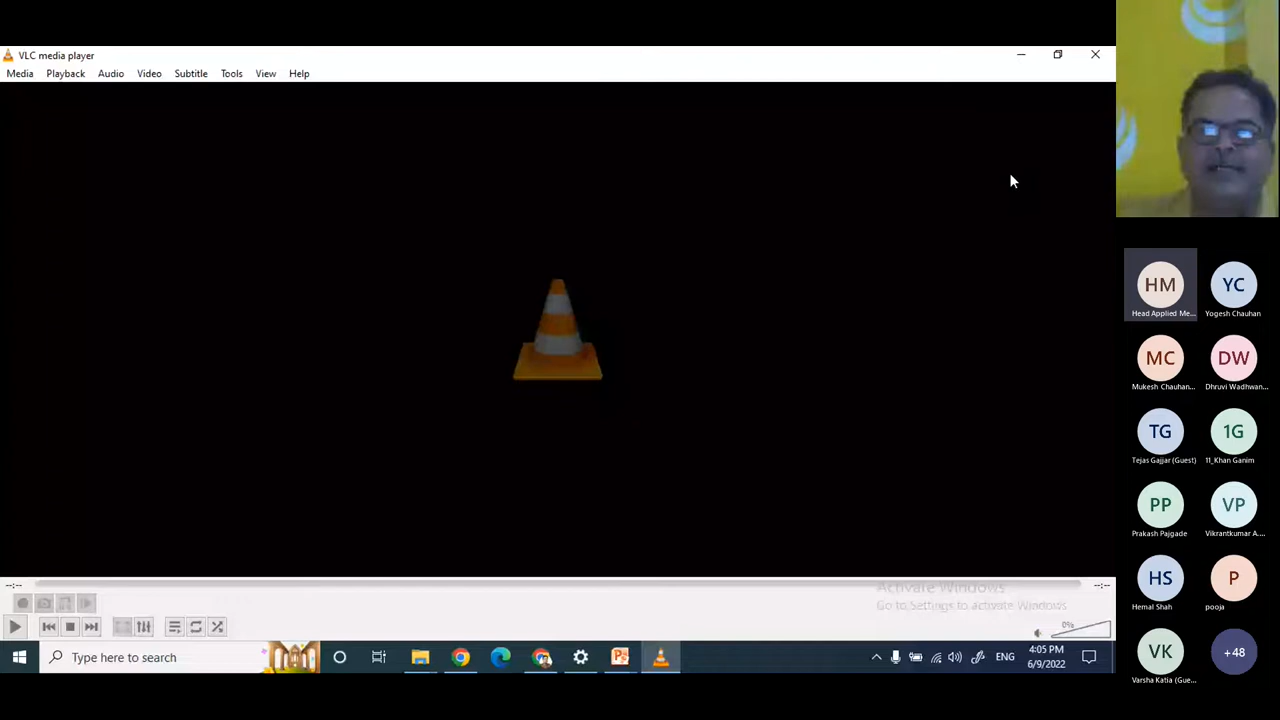 VLC media player
Media Playback Audio Video Subtitle Tools View Help
--:-- --:--
Activate Windows
Go to Settings to activate Windows
0%
Type here to search
ENG
4:05 PM
6/9/2022
HM YC
Head Applied Me... Yogesh Chauhan
MC DW
Mukesh Chauhan... Dhruvi Wadhwan...
TG 1G
Tejas Gajjar (Guest) 11_Khan Ganim
PP VP
Prakash Pajgade Vikrantkumar A....
HS P
Hemal Shah pooja
VK +48
Varsha Katia (Gue...